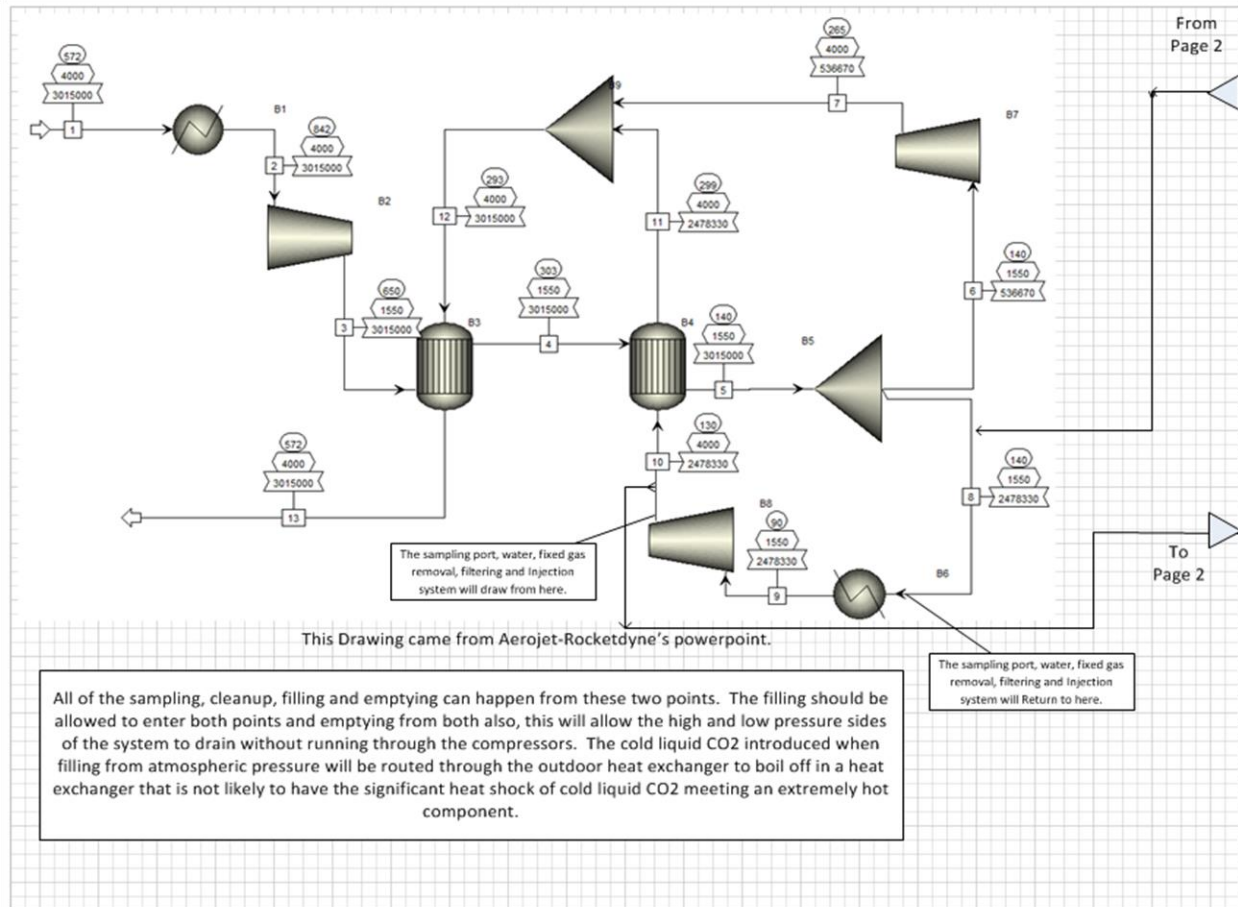 From
Page 2
265
4000
536670
7
B7
B9
572
4000
3015000
1
B1
842
4000
3015000
2
B2
293
4000
3015000
12
299
4000
2478330
11
650
1550
3015000
3
B3
303
1550
3015000
4
B4
140
1550
3015000
5
B5
140
1550
536670
6
572
4000
3015000
13
130
4000
2478330
10
140
1550
2478330
8
B8
90
1550
2478330
9
B6
To
Page 2
The sampling port, water, fixed gas
removal, filtering and Injection
system will draw from here.
This Drawing came from Aerojet-Rocketdyne's powerpoint.
The sampling port, water, fixed gas
removal, filtering and Injection
system will Return to here.
All of the sampling, cleanup, filling and emptying can happen from these two points. The filling should be
allowed to enter both points and emptying from both also, this will allow the high and low pressure sides
of the system to drain without running through the compressors. The cold liquid CO2 introduced when
filling from atmospheric pressure will be routed through the outdoor heat exchanger to boil off in a heat
exchanger that is not likely to have the significant heat shock of cold liquid CO2 meeting an extremely hot
component.